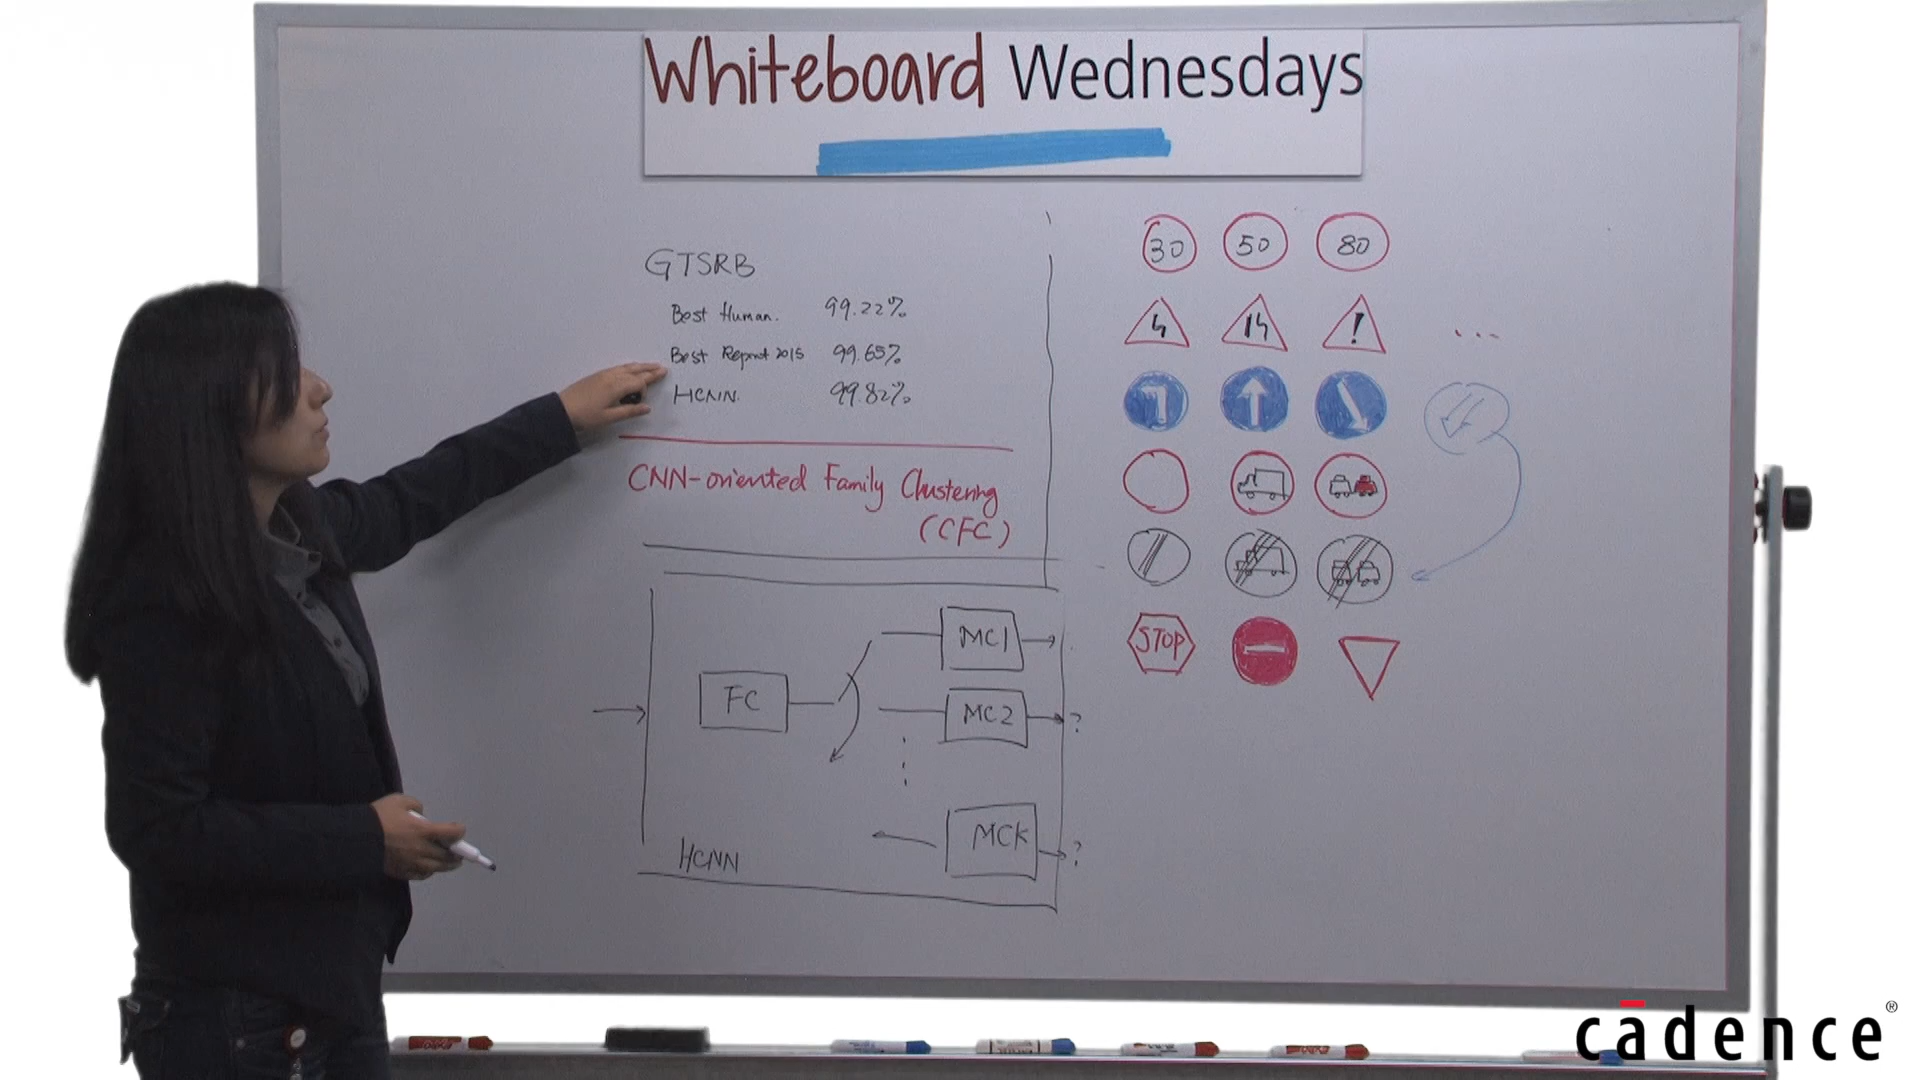 Whiteboard Wednesdays
GTSRB
Best Human. 99.22%
Best Report 2015 99.65%
HCNN. 99.82%
CNN-oriented Family Clustering
(CFC)
FC
MC1
MC2
?
MCK
?
HCNN
30 50 80
!
...
STOP
cadence®